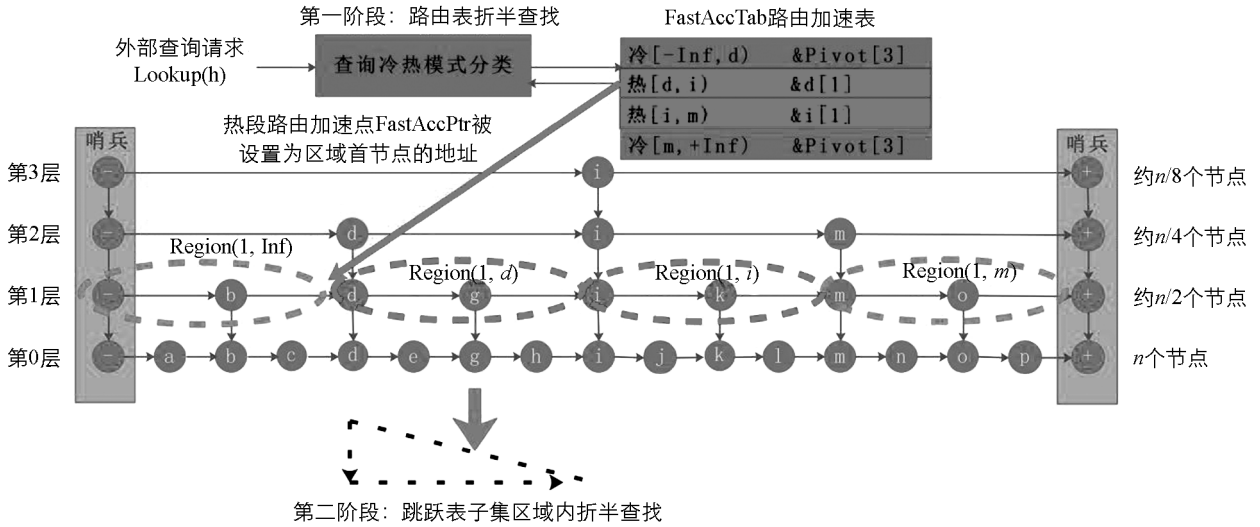 第一阶段：路由表折半查找
FastAccTab路由加速表
外部查询请求
Lookup(h)
查询冷热模式分类
冷[-Inf,d) &Pivot[3]
热[d,i) &d[1]
热[i,m) &i[1]
冷[m,+Inf) &Pivot[3]
热段路由加速点FastAccPtr被
设置为区域首节点的地址
哨兵
哨兵
第3层
- i +
约n/8个节点
第2层
- d i m +
约n/4个节点
Region(1, Inf)
Region(1, d)
Region(1, i)
Region(1, m)
第1层
- b d g i k m o +
约n/2个节点
第0层
- a b c d e g h i j k l m n o p +
n个节点
第二阶段：跳跃表子集区域内折半查找